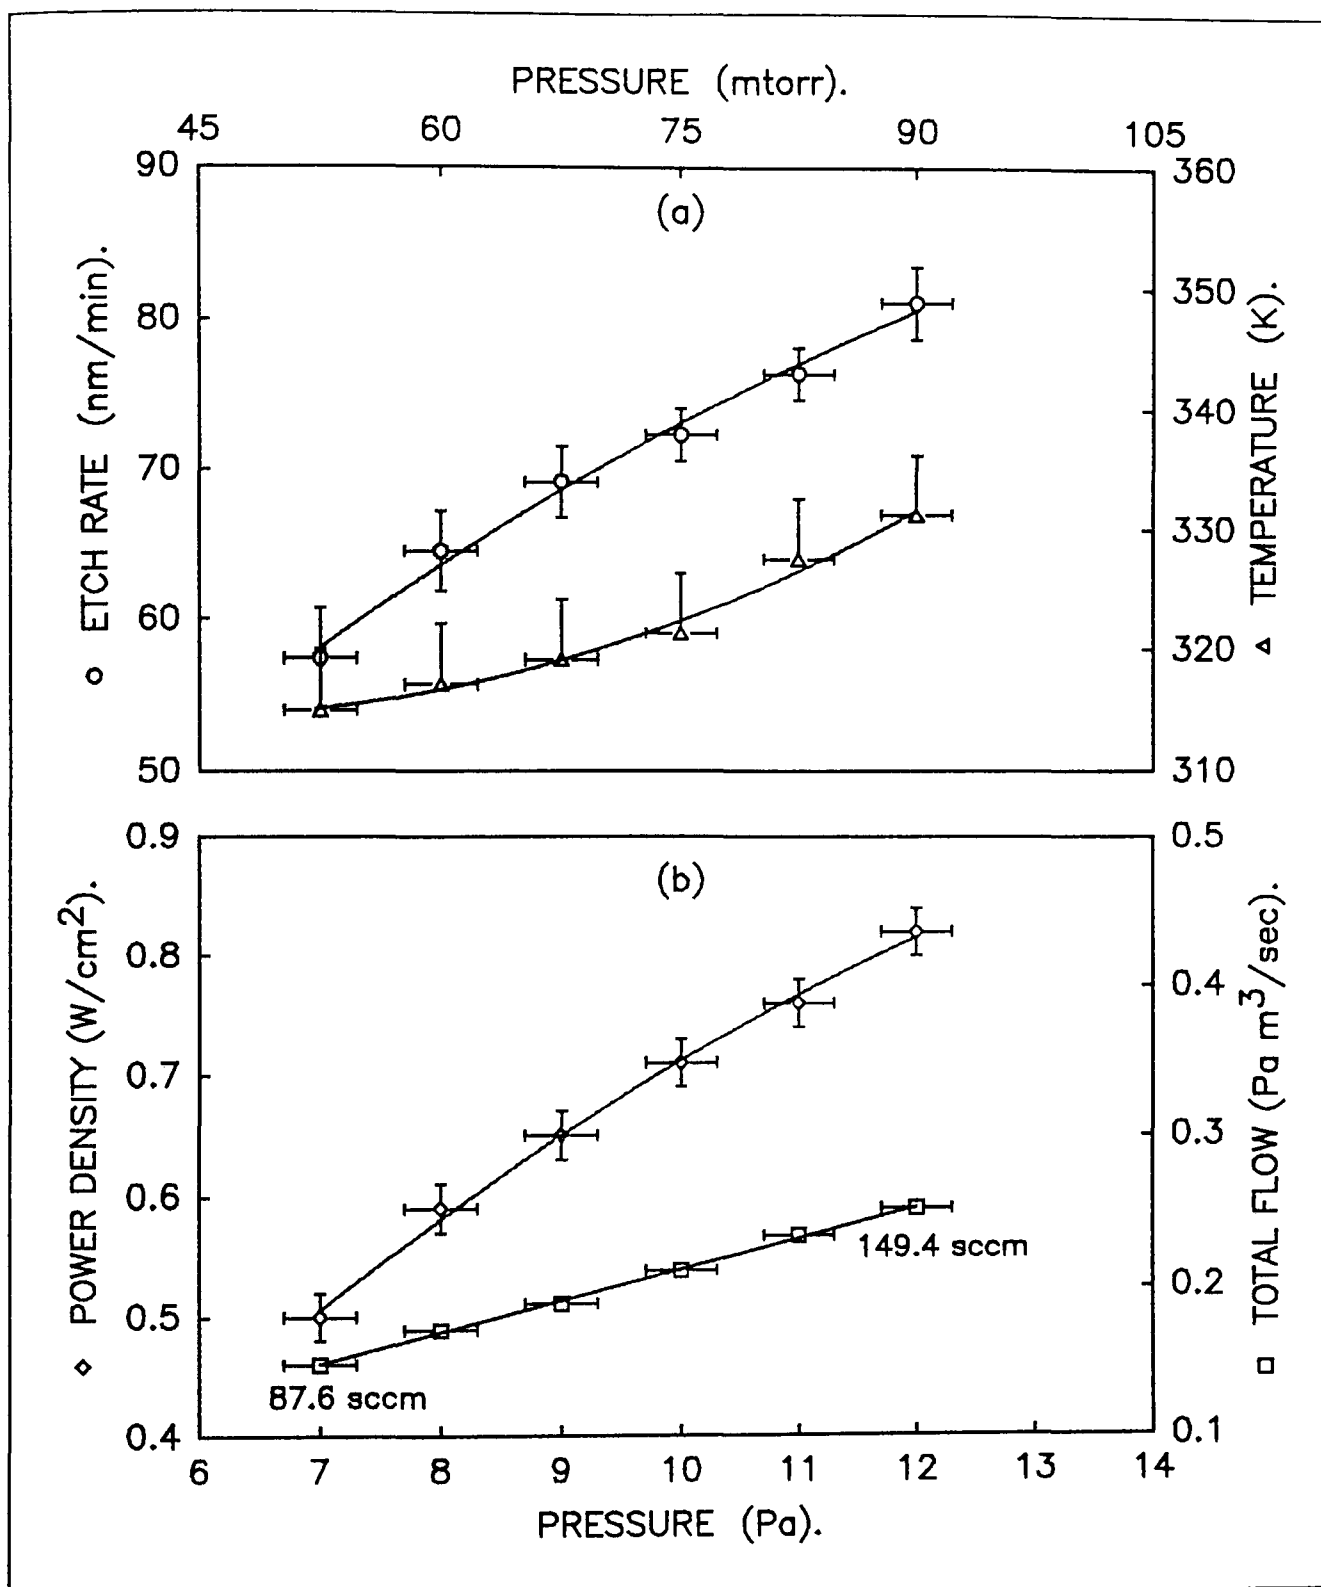 PRESSURE (mtorr).
45 60 75 90 105
90 360
(a)
350
80
340
70
330
60
320
50 310
○ ETCH RATE (nm/min).
△ TEMPERATURE (K).
0.9 0.5
(b)
0.8
0.4
0.7
0.3
0.6
149.4 sccm
0.2
0.5
87.6 sccm
0.4 0.1
◇ POWER DENSITY (W/cm²).
□ TOTAL FLOW (Pa m³/sec).
6 7 8 9 10 11 12 13 14
PRESSURE (Pa).